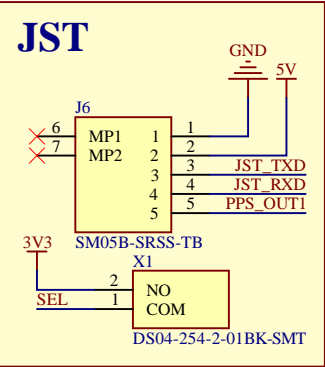 JST
GND
5V
J6
6 MP1 1 1
7 MP2 2 2
3 3 JST_TXD
4 4 JST_RXD
5 5 PPS_OUT1
SM05B-SRSS-TB
3V3
X1
2 NO
SEL 1 COM
DS04-254-2-01BK-SMT